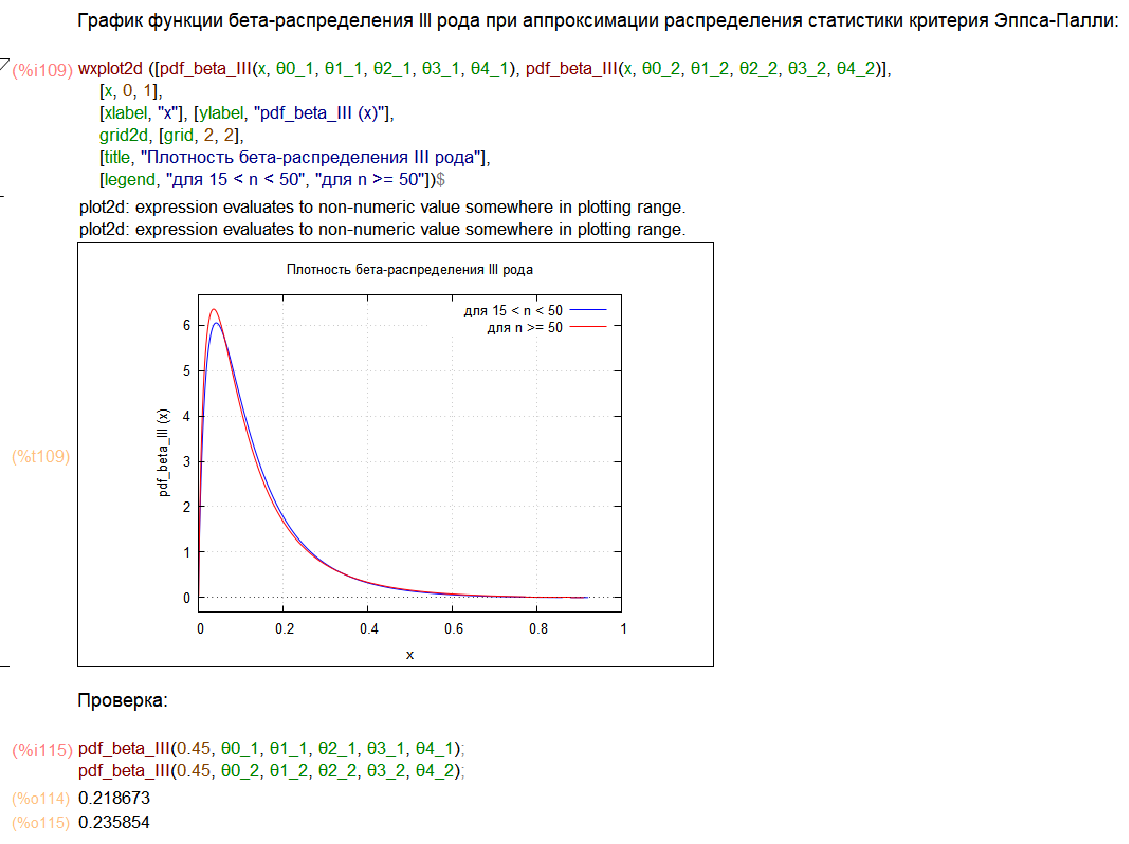 График функции бета-распределения III рода при аппроксимации распределения статистики критерия Эппса-Палли:
(%i109) wxplot2d ([pdf_beta_III(x, θ0_1, θ1_1, θ2_1, θ3_1, θ4_1), pdf_beta_III(x, θ0_2, θ1_2, θ2_2, θ3_2, θ4_2)],
[x, 0, 1],
[xlabel, "x"], [ylabel, "pdf_beta_III (x)"],
grid2d, [grid, 2, 2],
[title, "Плотность бета-распределения III рода"],
[legend, "для 15 < n < 50", "для n >= 50"])$
plot2d: expression evaluates to non-numeric value somewhere in plotting range.
plot2d: expression evaluates to non-numeric value somewhere in plotting range.
(%t109)
Плотность бета-распределения III рода
для 15 < n < 50
для n >= 50
pdf_beta_III (x)
6
5
4
3
2
1
0
0 0.2 0.4 0.6 0.8 1
x
Проверка:
(%i115) pdf_beta_III(0.45, θ0_1, θ1_1, θ2_1, θ3_1, θ4_1);
pdf_beta_III(0.45, θ0_2, θ1_2, θ2_2, θ3_2, θ4_2);
(%o114) 0.218673
(%o115) 0.235854